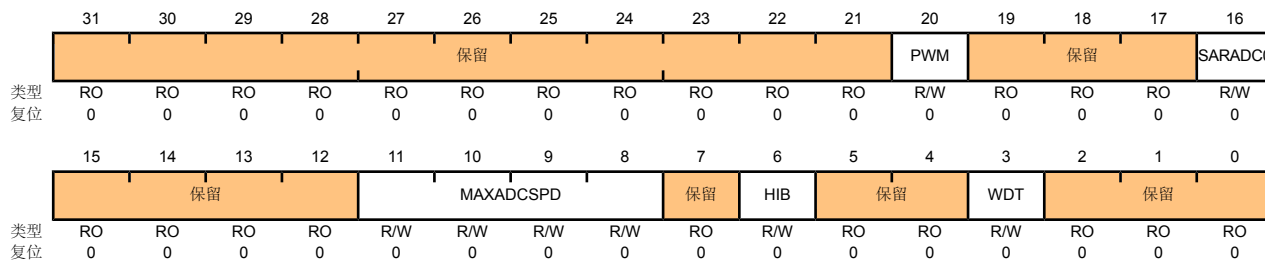 31 30 29 28 27 26 25 24 23 22 21 20 19 18 17 16
保留 PWM 保留 SARADC0
类型 RO RO RO RO RO RO RO RO RO RO RO R/W RO RO RO R/W
复位 0 0 0 0 0 0 0 0 0 0 0 0 0 0 0 0
15 14 13 12 11 10 9 8 7 6 5 4 3 2 1 0
保留 MAXADCSPD 保留 HIB 保留 WDT 保留
类型 RO RO RO RO R/W R/W R/W R/W RO R/W RO RO R/W RO RO RO
复位 0 0 0 0 0 0 0 0 0 0 0 0 0 0 0 0